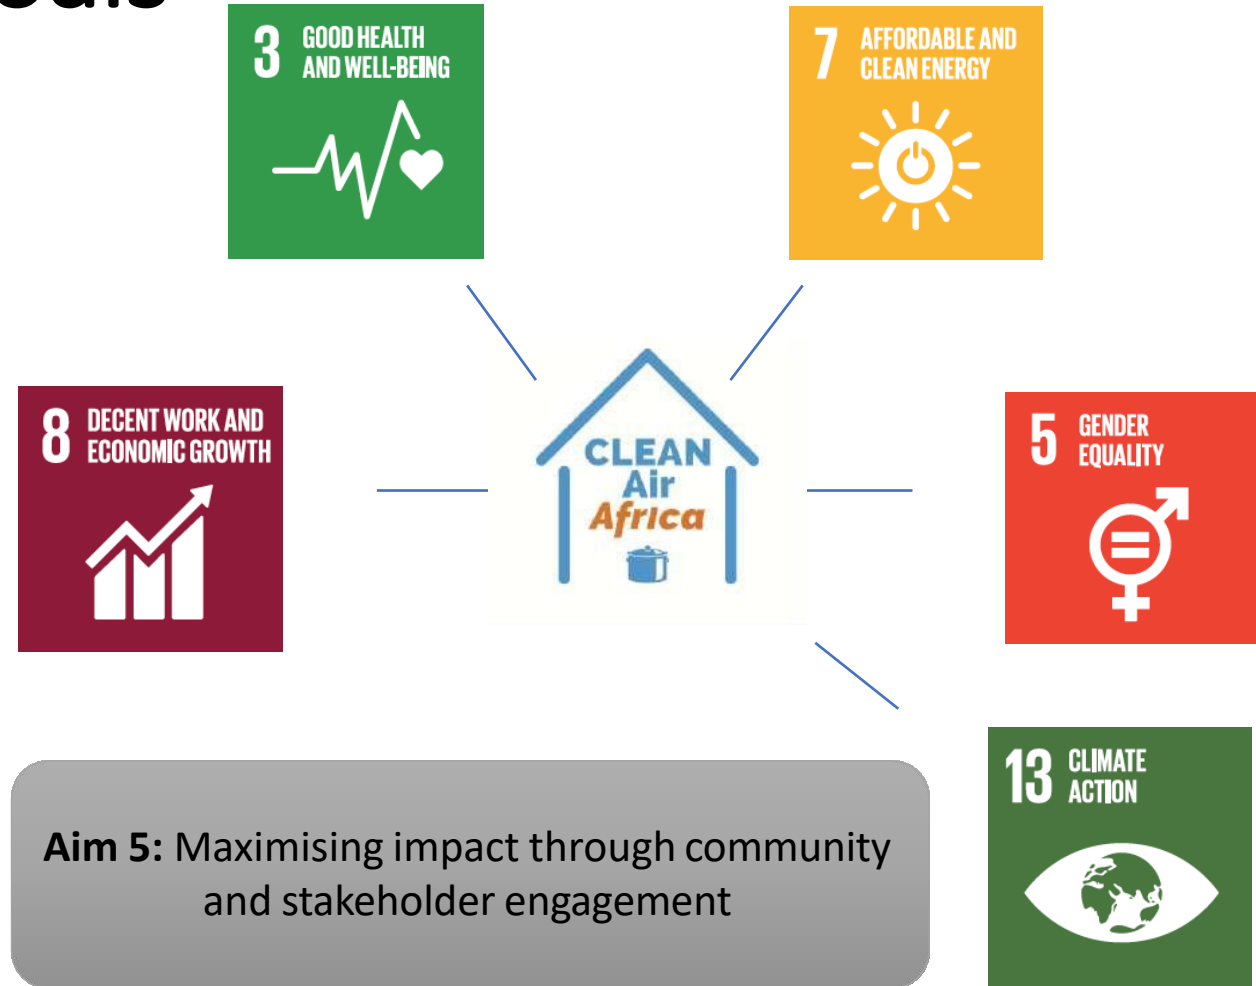 3 GOOD HEALTH
AND WELL-BEING
7 AFFORDABLE AND
CLEAN ENERGY
8 DECENT WORK AND
ECONOMIC GROWTH
CLEAN
Air
Africa
5 GENDER
EQUALITY
13 CLIMATE
ACTION
Aim 5: Maximising impact through community
and stakeholder engagement